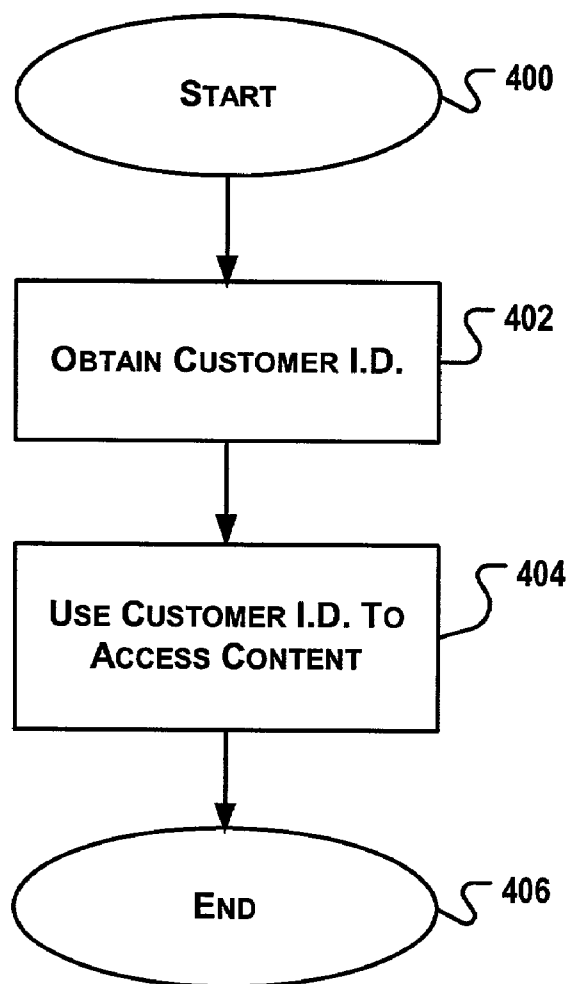 START
400
OBTAIN CUSTOMER I.D.
402
USE CUSTOMER I.D. TO
ACCESS CONTENT
404
END
406